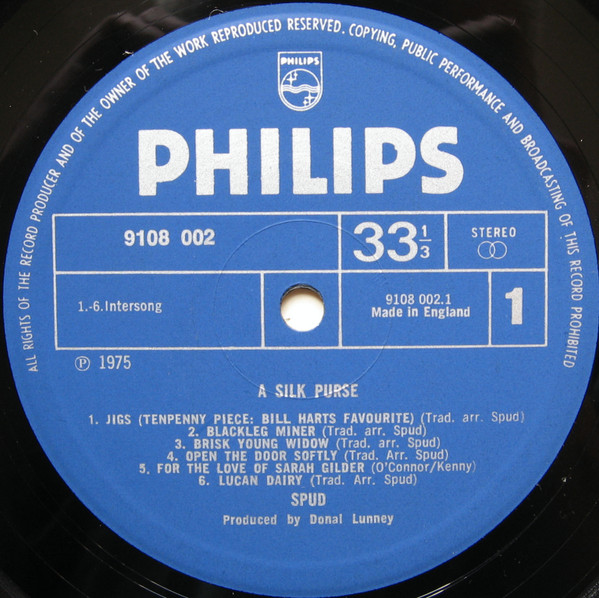 ALL RIGHTS OF THE RECORD PRODUCER AND OF THE OWNER OF THE WORK REPRODUCED RESERVED. COPYING, PUBLIC PERFORMANCE AND BROADCASTING OF THIS RECORD PROHIBITED
PHILIPS
PHILIPS
9108 002
33 1/3
STEREO
1.-6.Intersong
9108 002.1
Made in England
1
Ⓟ 1975
A SILK PURSE
1. JIGS (TENPENNY PIECE: BILL HARTS FAVOURITE) (Trad. arr. Spud)
2. BLACKLEG MINER (Trad. arr. Spud)
3. BRISK YOUNG WIDOW (Trad. arr. Spud)
4. OPEN THE DOOR SOFTLY (Trad. arr. Spud)
5. FOR THE LOVE OF SARAH GILDER (O'Connor/Kenny)
6. LUCAN DAIRY (Trad. Arr. Spud)
SPUD
Produced by Donal Lunney